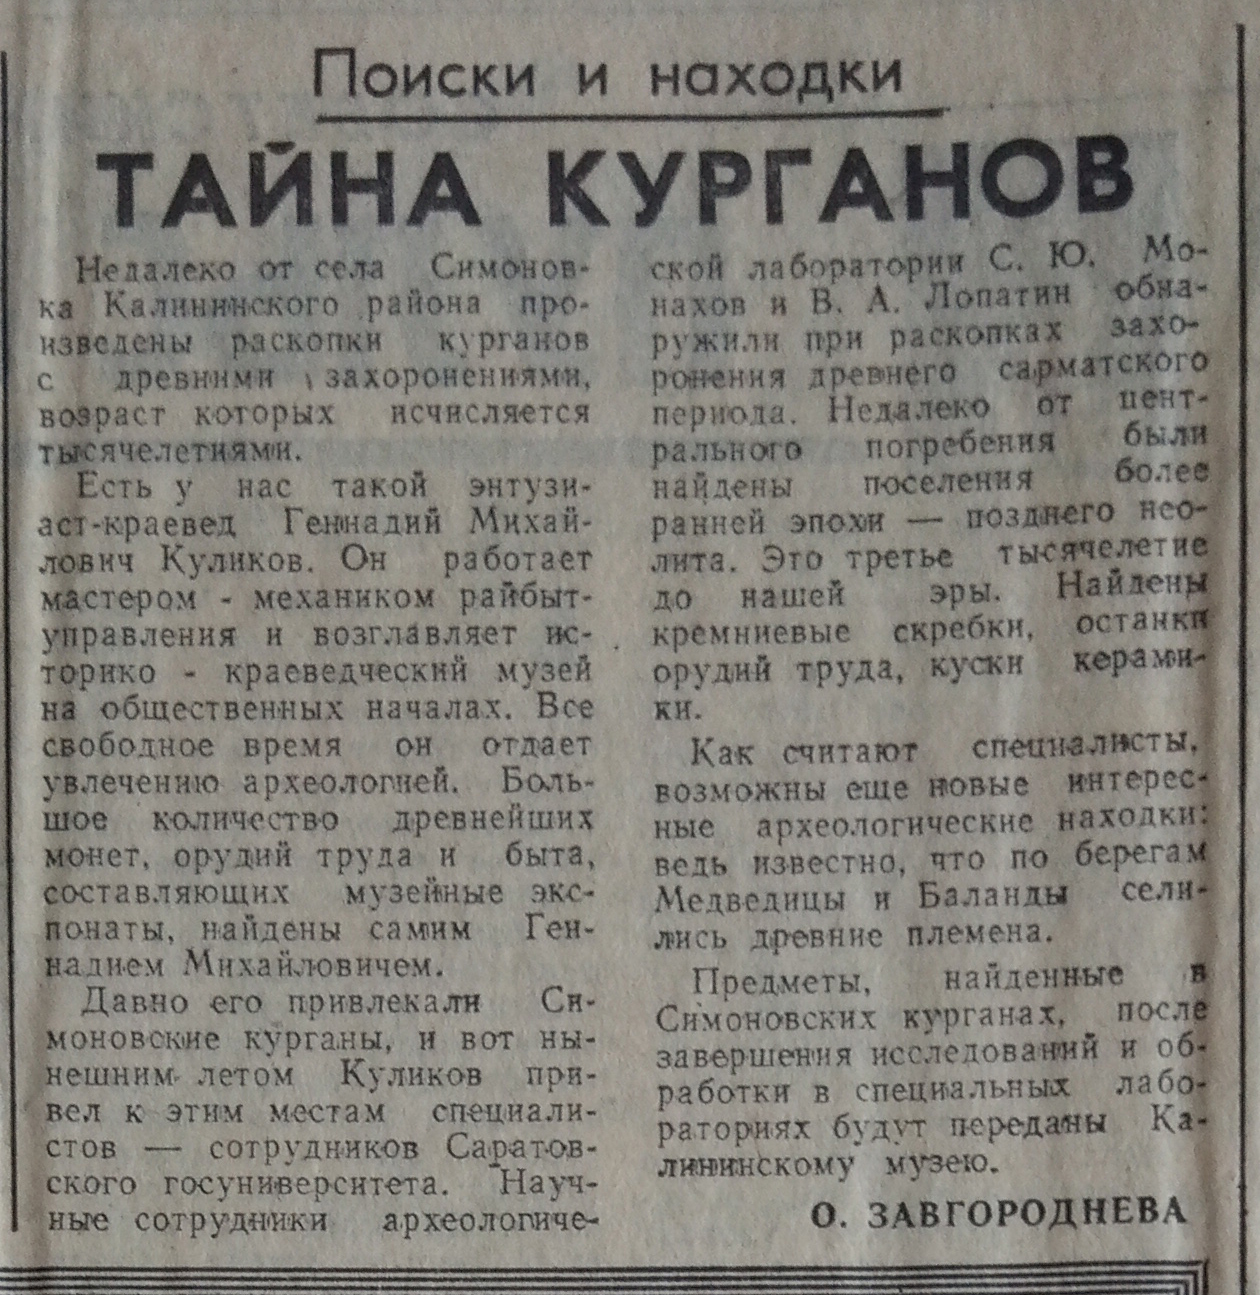 Поиски и находки
ТАЙНА КУРГАНОВ
Недалеко от села Симонов-
ка Калининского района про-
изведены раскопки курганов
с древними захоронениями,
возраст которых исчисляется
тысячелетиями.
Есть у нас такой энтузи-
аст-краевед Геннадий Михай-
лович Куликов. Он работает
мастером - механиком райбыт-
управления и возглавляет ис-
торико - краеведческий музей
на общественных началах. Все
свободное время он отдает
увлечению археологией. Боль-
шое количество древнейших
монет, орудий труда и быта,
составляющих музейные экс-
понаты, найдены самим Ген-
надием Михайловичем.
Давно его привлекали Си-
моновские курганы, и вот ны-
нешним летом Куликов при-
вел к этим местам специали-
стов — сотрудников Саратов-
ского госуниверситета. Науч-
ные сотрудники археологиче-
ской лаборатории С. Ю. Мо-
нахов и В. А. Лопатин обна-
ружили при раскопках захо-
ронения древнего сарматского
периода. Недалеко от цент-
рального погребения были
найдены поселения более
ранней эпохи — позднего нео-
лита. Это третье тысячелетие
до нашей эры. Найдены
кремниевые скребки, останки
орудий труда, куски керами-
ки.
Как считают специалисты,
возможны еще новые интерес-
ные археологические находки:
ведь известно, что по берегам
Медведицы и Баланды сели-
лись древние племена.
Предметы, найденные в
Симоновских курганах, после
завершения исследований и об-
работки в специальных лабо-
раториях будут переданы Ка-
лининскому музею.
О. ЗАВГОРОДНЕВА